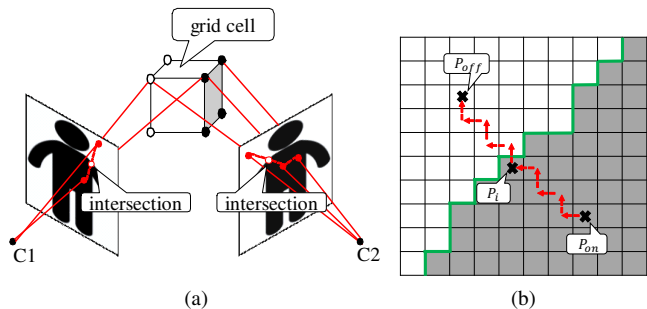 grid cell
intersection
intersection
C1
C2
(a)
P_off
P_i
P_on
(b)